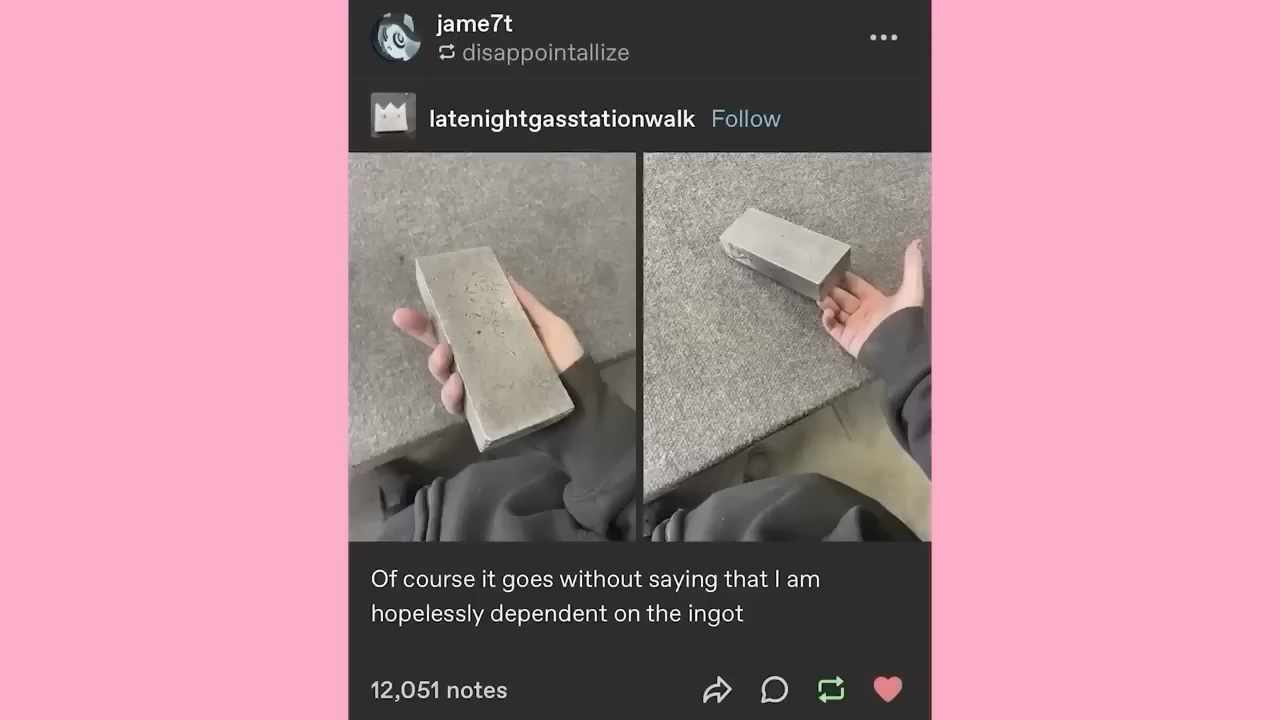 jame7t
disappointallize
latenightgasstationwalk Follow
Of course it goes without saying that I am
hopelessly dependent on the ingot
12,051 notes